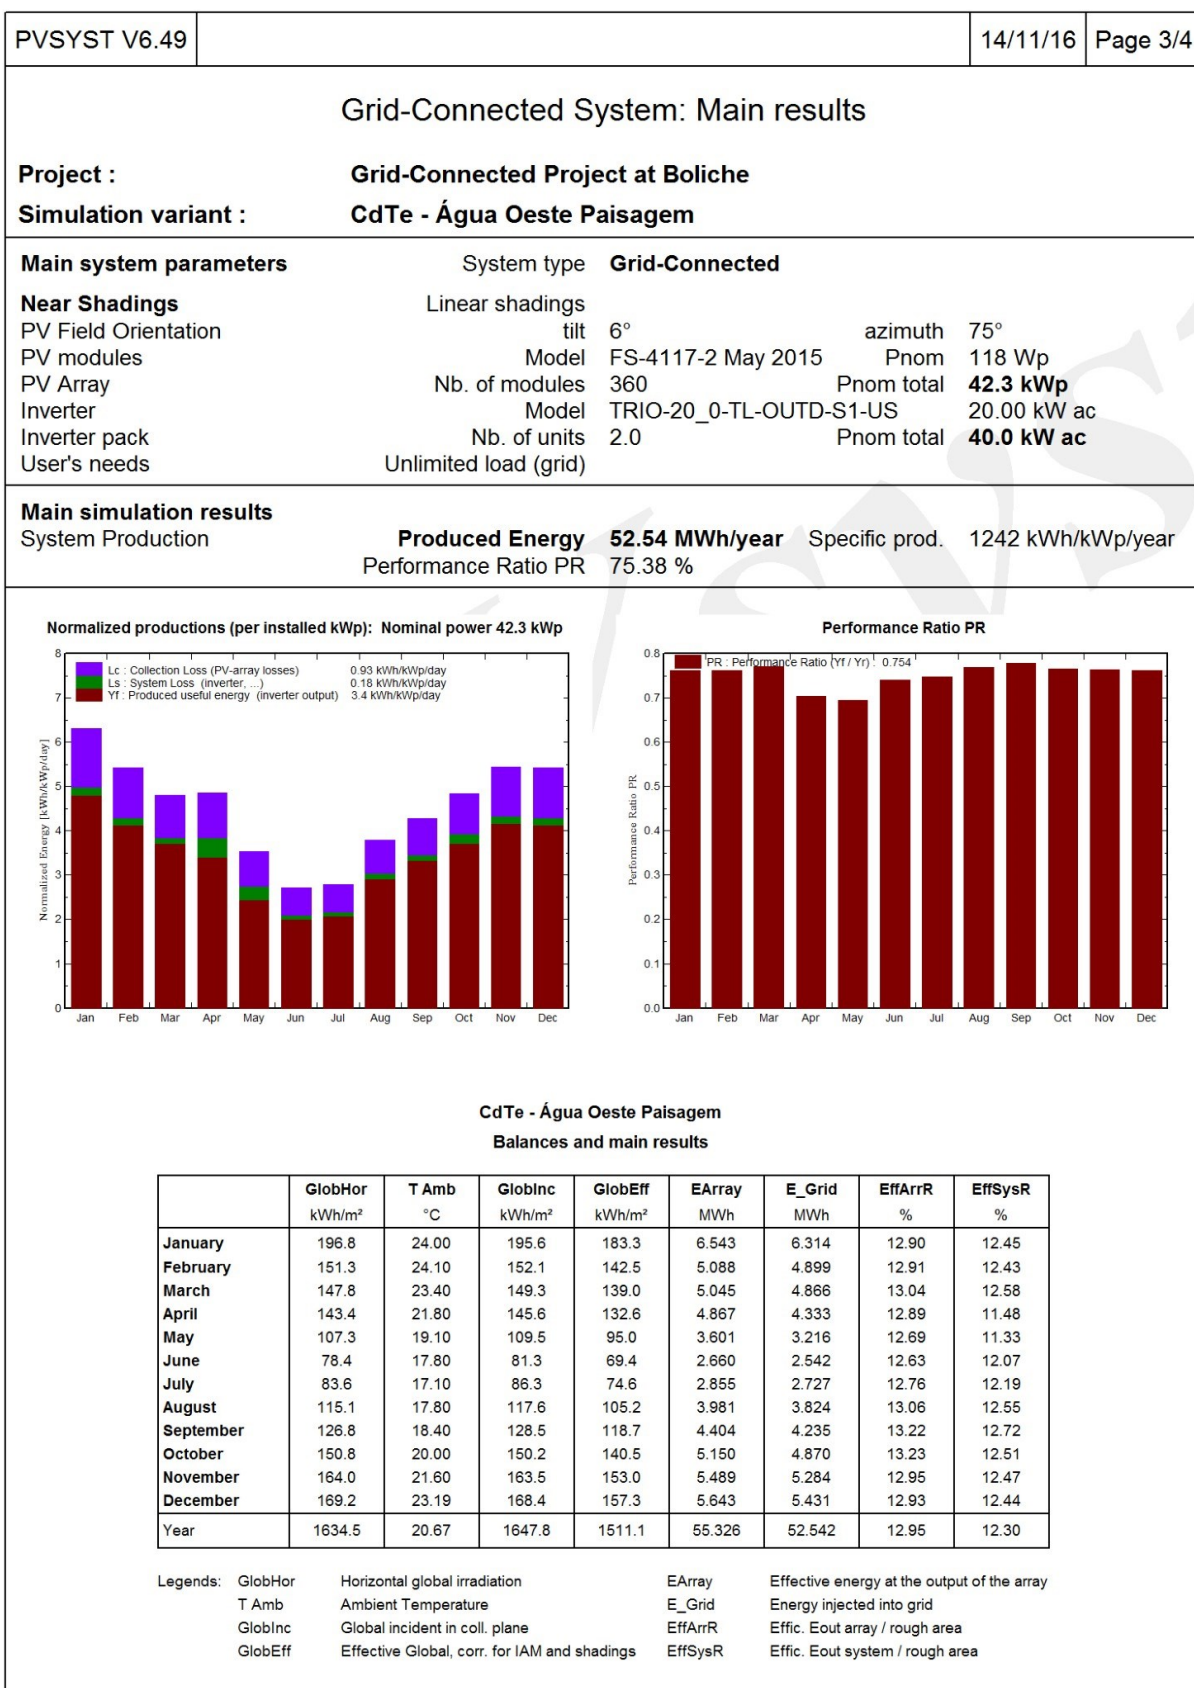 PVSYST V6.49 14/11/16 Page 3/4
Grid-Connected System: Main results
Project : Grid-Connected Project at Boliche
Simulation variant : CdTe - Água Oeste Paisagem
Main system parameters System type Grid-Connected
Near Shadings Linear shadings
PV Field Orientation tilt 6° azimuth 75°
PV modules Model FS-4117-2 May 2015 Pnom 118 Wp
PV Array Nb. of modules 360 Pnom total 42.3 kWp
Inverter Model TRIO-20_0-TL-OUTD-S1-US 20.00 kW ac
Inverter pack Nb. of units 2.0 Pnom total 40.0 kW ac
User's needs Unlimited load (grid)
Main simulation results
System Production Produced Energy 52.54 MWh/year Specific prod. 1242 kWh/kWp/year
Performance Ratio PR 75.38 %
Normalized productions (per installed kWp): Nominal power 42.3 kWp
Lc : Collection Loss (PV-array losses) 0.93 kWh/kWp/day
Ls : System Loss (inverter, ...) 0.18 kWh/kWp/day
Yf : Produced useful energy (inverter output) 3.4 kWh/kWp/day
Normalized Energy [kWh/kWp/day]
8
7
6
5
4
3
2
1
0
Jan Feb Mar Apr May Jun Jul Aug Sep Oct Nov Dec
Performance Ratio PR
PR : Performance Ratio (Yf / Yr) : 0.754
Performance Ratio PR
0.8
0.7
0.6
0.5
0.4
0.3
0.2
0.1
0.0
Jan Feb Mar Apr May Jun Jul Aug Sep Oct Nov Dec
CdTe - Água Oeste Paisagem
Balances and main results
GlobHor T Amb GlobInc GlobEff EArray E_Grid EffArrR EffSysR
kWh/m² °C kWh/m² kWh/m² MWh MWh % %
January 196.8 24.00 195.6 183.3 6.543 6.314 12.90 12.45
February 151.3 24.10 152.1 142.5 5.088 4.899 12.91 12.43
March 147.8 23.40 149.3 139.0 5.045 4.866 13.04 12.58
April 143.4 21.80 145.6 132.6 4.867 4.333 12.89 11.48
May 107.3 19.10 109.5 95.0 3.601 3.216 12.69 11.33
June 78.4 17.80 81.3 69.4 2.660 2.542 12.63 12.07
July 83.6 17.10 86.3 74.6 2.855 2.727 12.76 12.19
August 115.1 17.80 117.6 105.2 3.981 3.824 13.06 12.55
September 126.8 18.40 128.5 118.7 4.404 4.235 13.22 12.72
October 150.8 20.00 150.2 140.5 5.150 4.870 13.23 12.51
November 164.0 21.60 163.5 153.0 5.489 5.284 12.95 12.47
December 169.2 23.19 168.4 157.3 5.643 5.431 12.93 12.44
Year 1634.5 20.67 1647.8 1511.1 55.326 52.542 12.95 12.30
Legends: GlobHor Horizontal global irradiation EArray Effective energy at the output of the array
T Amb Ambient Temperature E_Grid Energy injected into grid
GlobInc Global incident in coll. plane EffArrR Effic. Eout array / rough area
GlobEff Effective Global, corr. for IAM and shadings EffSysR Effic. Eout system / rough area